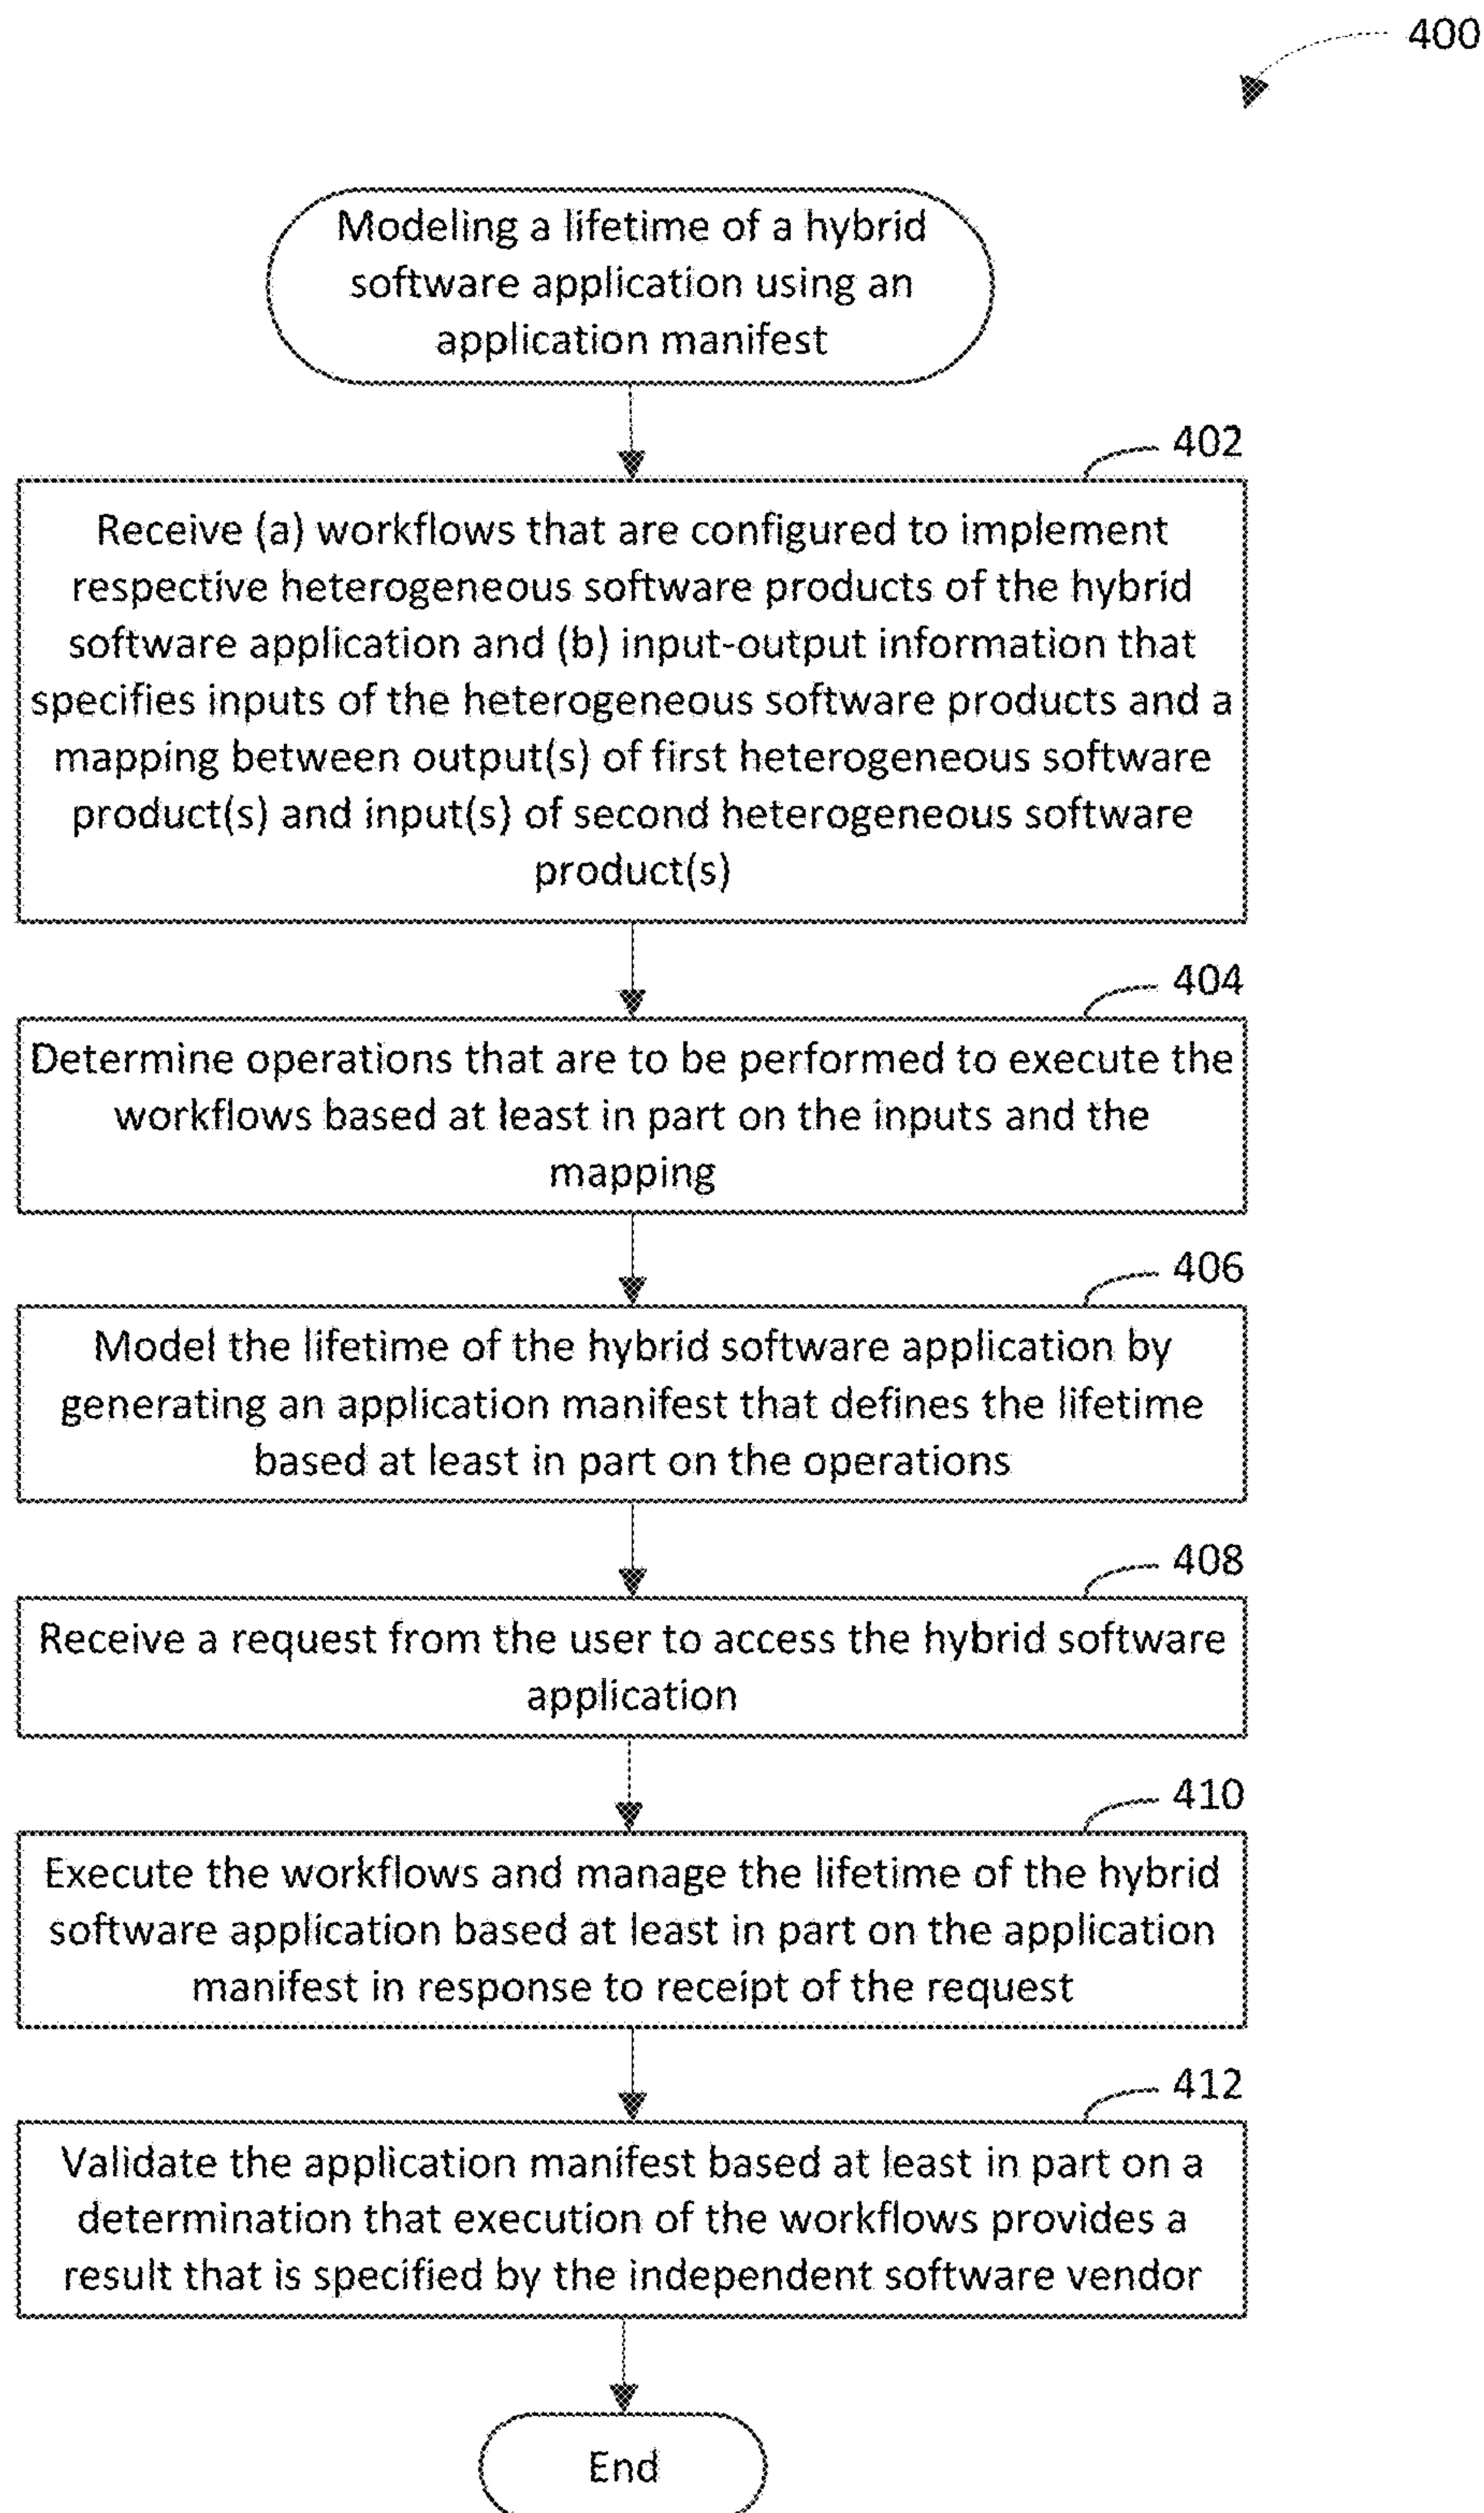 400
Modeling a lifetime of a hybrid
software application using an
application manifest
402
Receive (a) workflows that are configured to implement
respective heterogeneous software products of the hybrid
software application and (b) input-output information that
specifies inputs of the heterogeneous software products and a
mapping between output(s) of first heterogeneous software
product(s) and input(s) of second heterogeneous software
product(s)
404
Determine operations that are to be performed to execute the
workflows based at least in part on the inputs and the
mapping
406
Model the lifetime of the hybrid software application by
generating an application manifest that defines the lifetime
based at least in part on the operations
408
Receive a request from the user to access the hybrid software
application
410
Execute the workflows and manage the lifetime of the hybrid
software application based at least in part on the application
manifest in response to receipt of the request
412
Validate the application manifest based at least in part on a
determination that execution of the workflows provides a
result that is specified by the independent software vendor
End